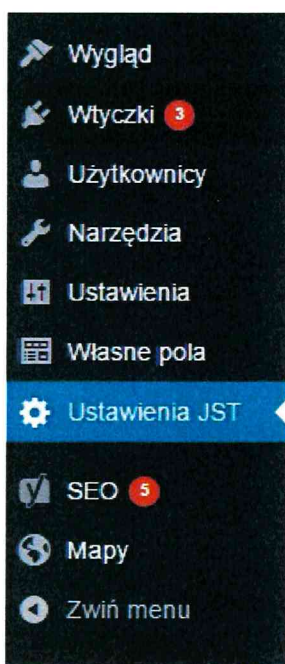 Wygląd
Wtyczki 3
Użytkownicy
Narzędzia
Ustawienia
Własne pola
Ustawienia JST
SEO 5
Mapy
Zwiń menu